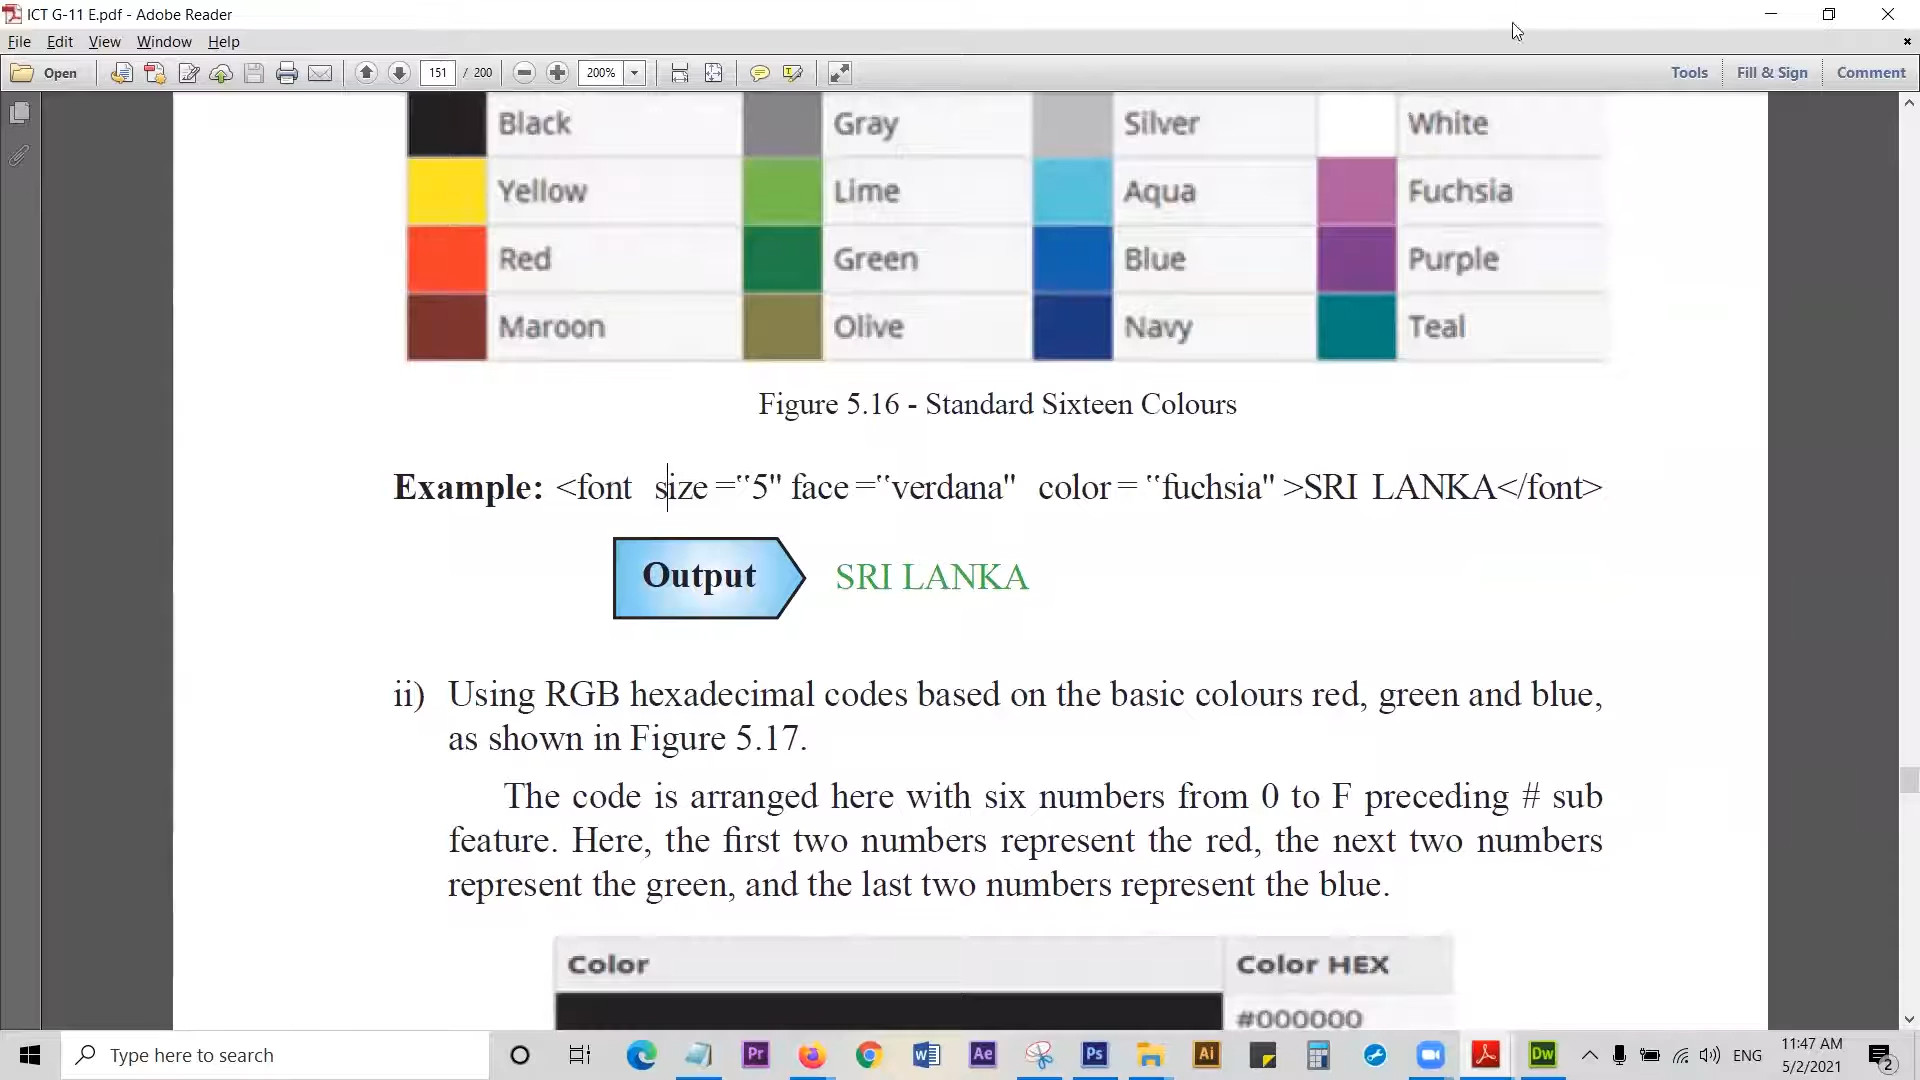 ICT G-11 E.pdf - Adobe Reader
File Edit View Window Help
Open 151 / 200 200% Tools Fill & Sign Comment
Black Gray Silver White
Yellow Lime Aqua Fuchsia
Red Green Blue Purple
Maroon Olive Navy Teal
Figure 5.16 - Standard Sixteen Colours
Example: <font size =‟5" face =‟verdana" color = ‟fuchsia" >SRI LANKA</font>
Output SRI LANKA
ii) Using RGB hexadecimal codes based on the basic colours red, green and blue,
as shown in Figure 5.17.
The code is arranged here with six numbers from 0 to F preceding # sub
feature. Here, the first two numbers represent the red, the next two numbers
represent the green, and the last two numbers represent the blue.
Color Color HEX
#000000
Type here to search Pr Ae Ps Ai Dw ENG 11:47 AM
5/2/2021 2